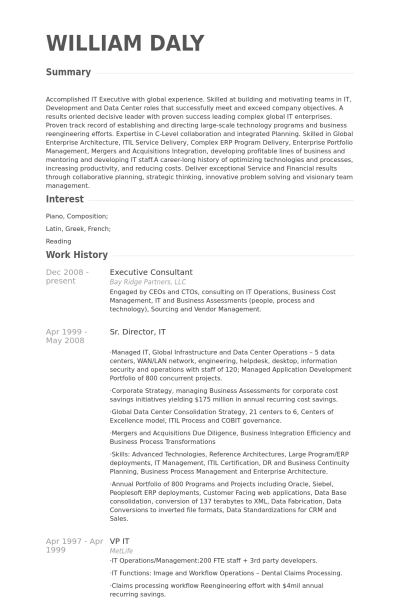 WILLIAM DALY
Summary
Accomplished IT Executive with global experience. Skilled at building and motivating teams in IT,
Development and Data Center roles that successfully meet and exceed company objectives. A
results oriented decisive leader with proven success leading complex global IT enterprises.
Proven track record of establishing and directing large-scale technology programs and business
reengineering efforts. Expertise in C-Level collaboration and integrated Planning. Skilled in Global
Enterprise Architecture, ITIL Service Delivery, Complex ERP Program Delivery, Enterprise Portfolio
Management, Mergers and Acquisitions Integration, developing profitable lines of business and
mentoring and developing IT staff.A career-long history of optimizing technologies and processes,
increasing productivity, and reducing costs. Deliver exceptional Service and Financial results
through collaborative planning, strategic thinking, innovative problem solving and visionary team
management.
Interest
Piano, Composition;
Latin, Greek, French;
Reading
Work History
Dec 2008 -
present
Executive Consultant
Bay Ridge Partners, LLC
Engaged by CEOs and CTOs, consulting on IT Operations, Business Cost
Management, IT and Business Assessments (people, process and
technology), Sourcing and Vendor Management.
Apr 1999 -
May 2008
Sr. Director, IT
·Managed IT, Global Infrastructure and Data Center Operations – 5 data
centers, WAN/LAN network, engineering, helpdesk, desktop, information
security and operations with staff of 120; Managed Application Development
Portfolio of 800 concurrent projects.
·Corporate Strategy, managing Business Assessments for corporate cost
savings initiatives yielding $175 million in annual recurring cost savings.
·Global Data Center Consolidation Strategy, 21 centers to 6, Centers of
Excellence model, ITIL Process and COBIT governance.
·Mergers and Acquisitions Due Diligence, Business Integration Efficiency and
Business Process Transformations
·Skills: Advanced Technologies, Reference Architectures, Large Program/ERP
deployments, IT Management, ITIL Certification, DR and Business Continuity
Planning, Business Process Management and Enterprise Architecture.
·Annual Portfolio of 800 Programs and Projects including Oracle, Siebel,
Peoplesoft ERP deployments, Customer Facing web applications, Data Base
consolidation, conversion of 137 terabytes to XML, Data Fabrication, Data
Conversions to inverted file formats, Data Standardizations for CRM and
Sales.
Apr 1997 - Apr
1999
VP IT
MetLife
·IT Operations/Management:200 FTE staff + 3rd party developers.
·IT Functions: Image and Workflow Operations – Dental Claims Processing.
·Claims processing workflow Reengineering effort with $4mil annual
recurring savings.